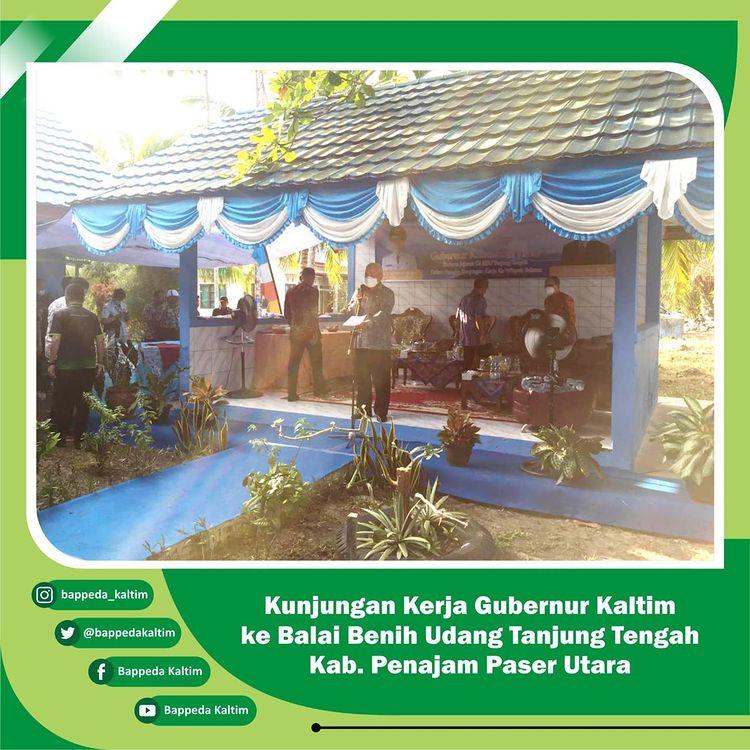 Gubernur
bappeda_kaltim
@bappedakaltim
Bappeda Kaltim
Bappeda Kaltim
Kunjungan Kerja Gubernur Kaltim
ke Balai Benih Udang Tanjung Tengah
Kab. Penajam Paser Utara